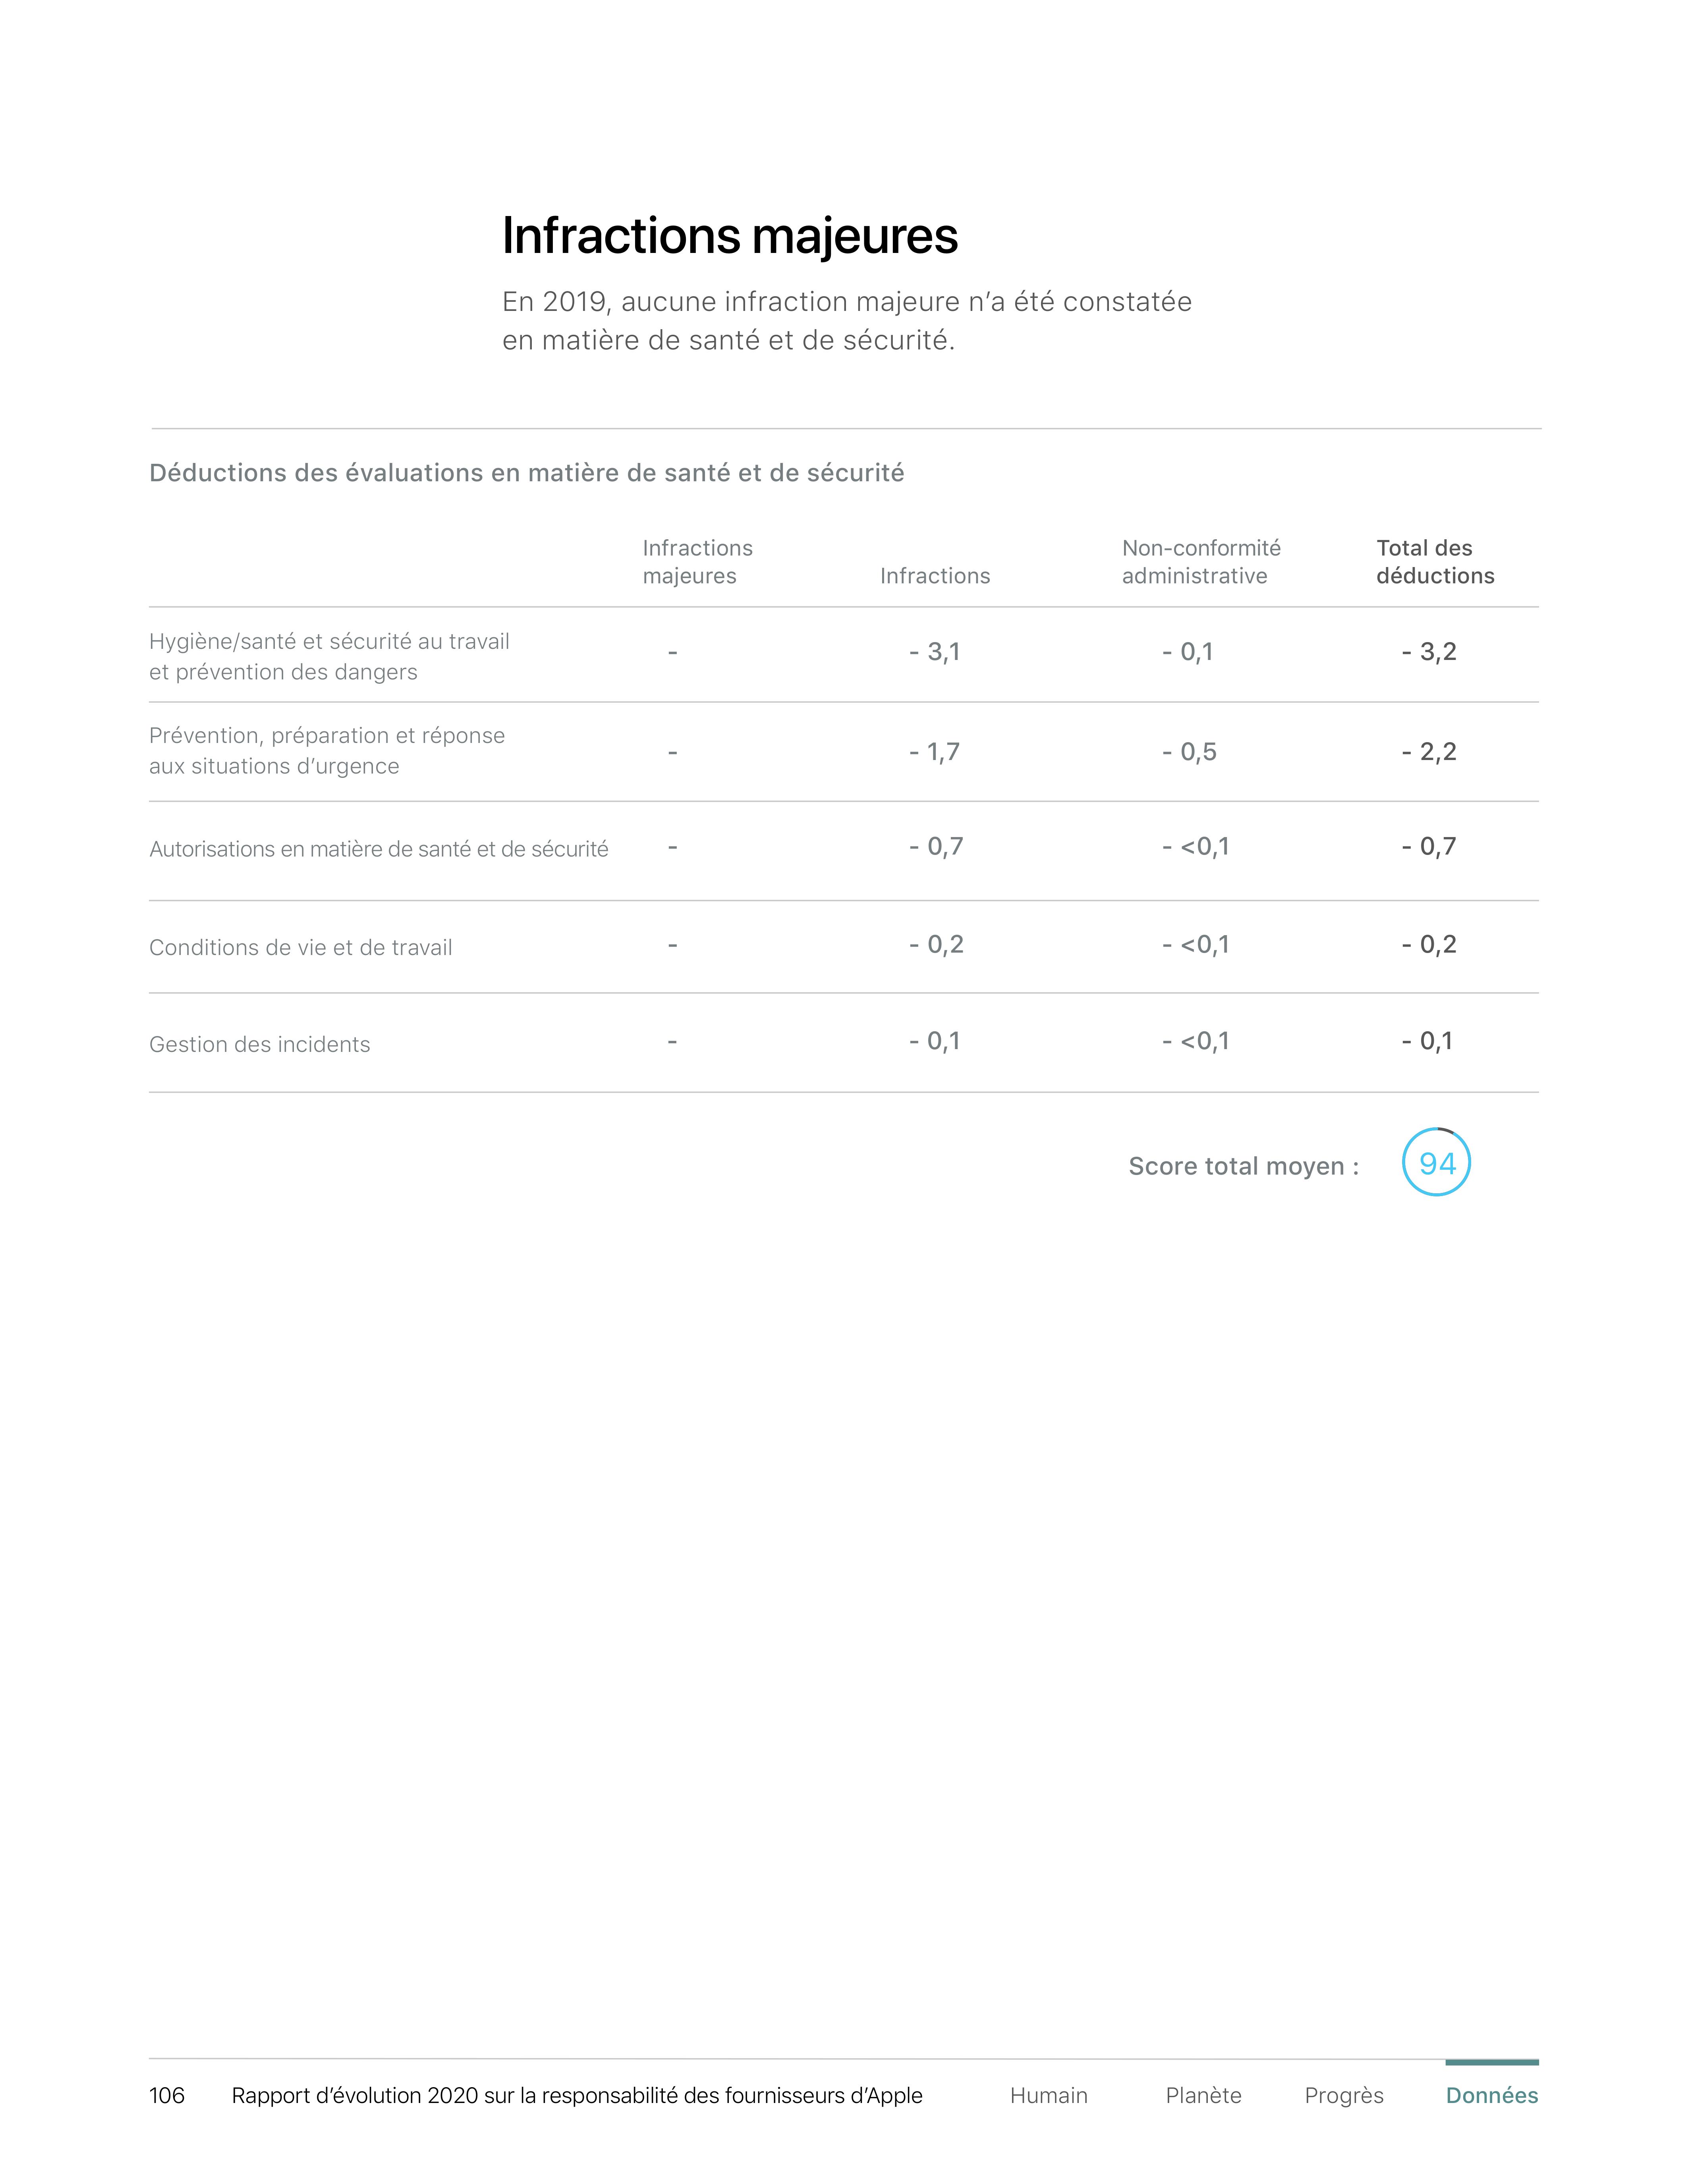 Infractions majeures
En 2019, aucune infraction majeure n’a été constatée
en matière de santé et de sécurité.
Déductions des évaluations en matière de santé et de sécurité
Infractions majeures Infractions Non-conformité administrative Total des déductions
Hygiène/santé et sécurité au travail
et prévention des dangers
- - 3,1 - 0,1 - 3,2
Prévention, préparation et réponse
aux situations d’urgence
- - 1,7 - 0,5 - 2,2
Autorisations en matière de santé et de sécurité - - 0,7 - <0,1 - 0,7
Conditions de vie et de travail - - 0,2 - <0,1 - 0,2
Gestion des incidents - - 0,1 - <0,1 - 0,1
Score total moyen : 94
106 Rapport d’évolution 2020 sur la responsabilité des fournisseurs d’Apple Humain Planète Progrès Données